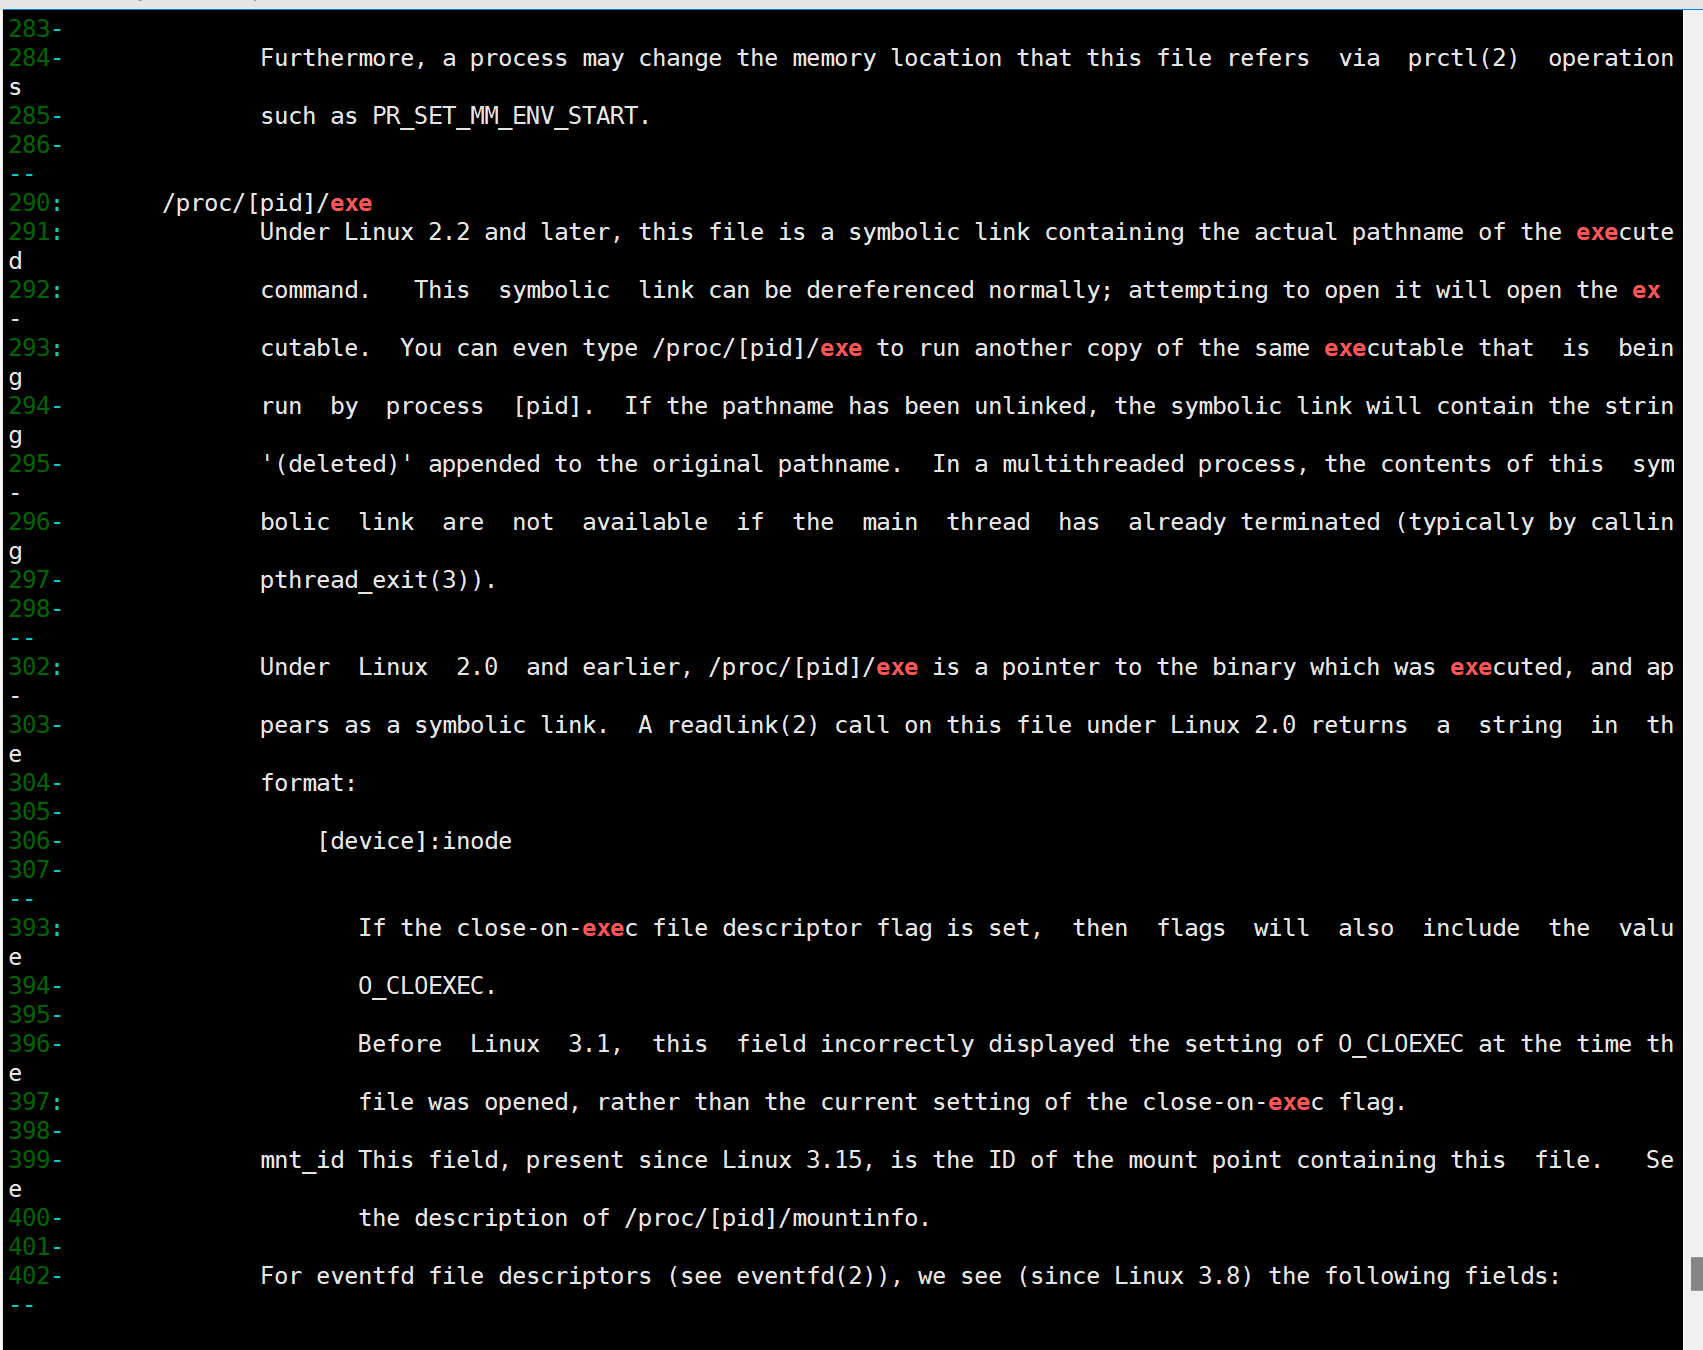 283-
284-              Furthermore, a process may change the memory location that this file refers  via  prctl(2)  operation
s
285-              such as PR_SET_MM_ENV_START.
286-
--
290:       /proc/[pid]/exe
291:              Under Linux 2.2 and later, this file is a symbolic link containing the actual pathname of the execute
d
292:              command.   This  symbolic  link can be dereferenced normally; attempting to open it will open the ex
-
293:              cutable.  You can even type /proc/[pid]/exe to run another copy of the same executable that  is  bein
g
294-              run  by  process  [pid].  If the pathname has been unlinked, the symbolic link will contain the strin
g
295-              '(deleted)' appended to the original pathname.  In a multithreaded process, the contents of this  sym
-
296-              bolic  link  are  not  available  if  the  main  thread  has  already terminated (typically by callin
g
297-              pthread_exit(3)).
298-
--
302:              Under  Linux  2.0  and earlier, /proc/[pid]/exe is a pointer to the binary which was executed, and ap
-
303-              pears as a symbolic link.  A readlink(2) call on this file under Linux 2.0 returns  a  string  in  th
e
304-              format:
305-
306-                  [device]:inode
307-
--
393:                     If the close-on-exec file descriptor flag is set,  then  flags  will  also  include  the  valu
e
394-                     O_CLOEXEC.
395-
396-                     Before  Linux  3.1,  this  field incorrectly displayed the setting of O_CLOEXEC at the time th
e
397:                     file was opened, rather than the current setting of the close-on-exec flag.
398-
399-              mnt_id This field, present since Linux 3.15, is the ID of the mount point containing this  file.   Se
e
400-                     the description of /proc/[pid]/mountinfo.
401-
402-              For eventfd file descriptors (see eventfd(2)), we see (since Linux 3.8) the following fields:
--